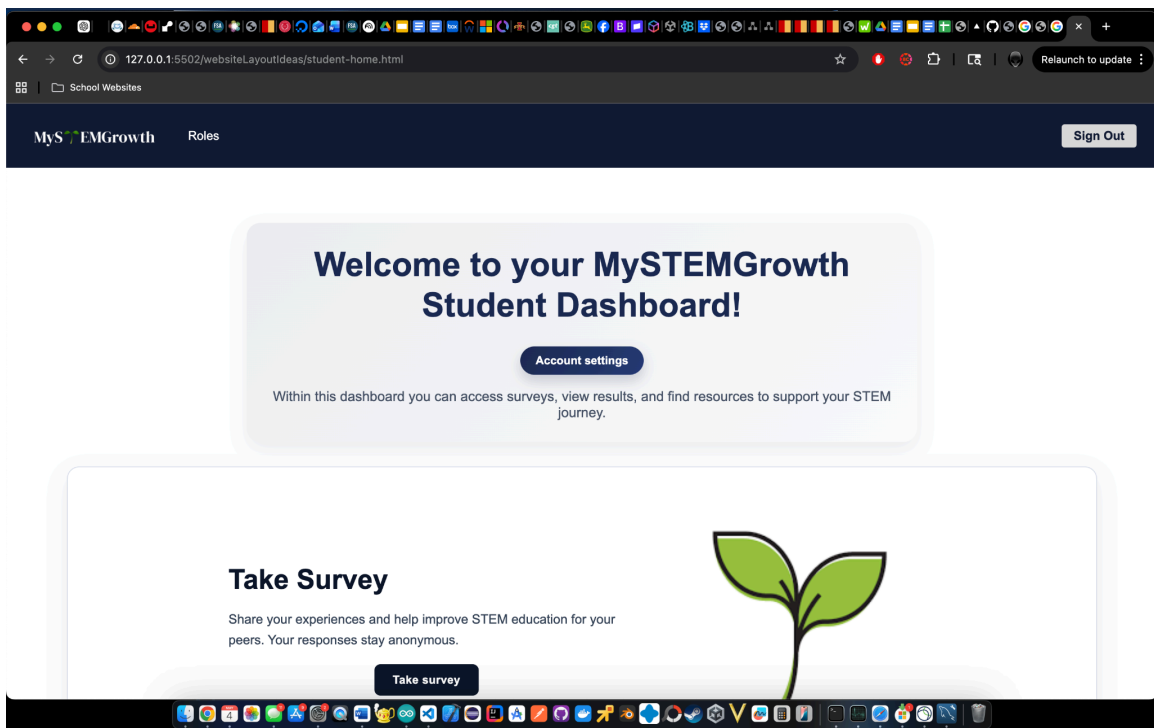 127.0.0.1:5502/websiteLayoutIdeas/student-home.html
Relaunch to update
School Websites
MySTEMGrowth
Roles
Sign Out
Welcome to your MySTEMGrowth
Student Dashboard!
Account settings
Within this dashboard you can access surveys, view results, and find resources to support your STEM
journey.
Take Survey
Share your experiences and help improve STEM education for your
peers. Your responses stay anonymous.
Take survey